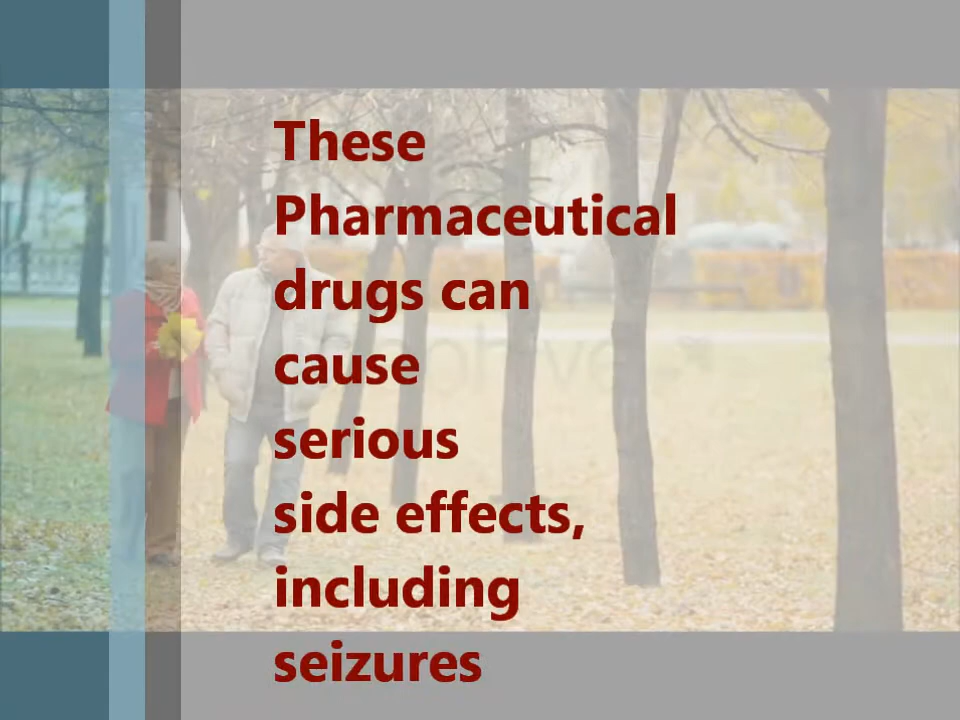 These
Pharmaceutical
drugs can
cause
serious
side effects,
including
seizures